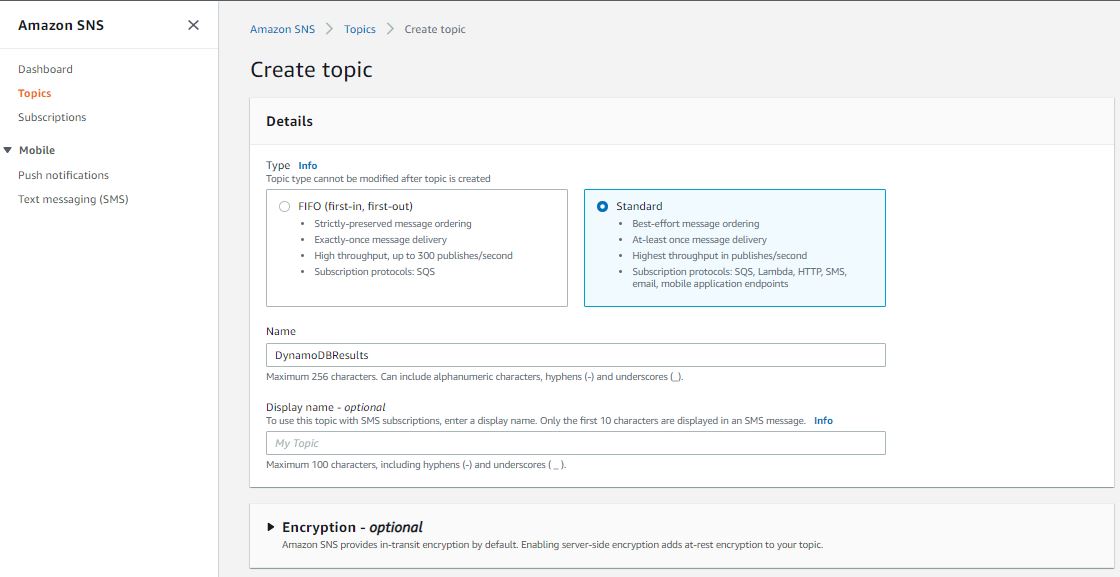 Amazon SNS
Dashboard
Topics
Subscriptions
Mobile
Push notifications
Text messaging (SMS)
Amazon SNS
Topics
Create topic
Create topic
Details
Type Info
Topic type cannot be modified after topic is created
FIFO (first-in, first-out)
• Strictly-preserved message ordering
• Exactly-once message delivery
• High throughput, up to 300 publishes/second
• Subscription protocols: SQS
Standard
• Best-effort message ordering
• At-least once message delivery
• Highest throughput in publishes/second
• Subscription protocols: SQS, Lambda, HTTP, SMS,
email, mobile application endpoints
Name
DynamoDBResults
Maximum 256 characters. Can include alphanumeric characters, hyphens (-) and underscores (_).
Display name - optional
To use this topic with SMS subscriptions, enter a display name. Only the first 10 characters are displayed in an SMS message. Info
My Topic
Maximum 100 characters, including hyphens (-) and underscores ( _ ).
Encryption - optional
Amazon SNS provides in-transit encryption by default. Enabling server-side encryption adds at-rest encryption to your topic.